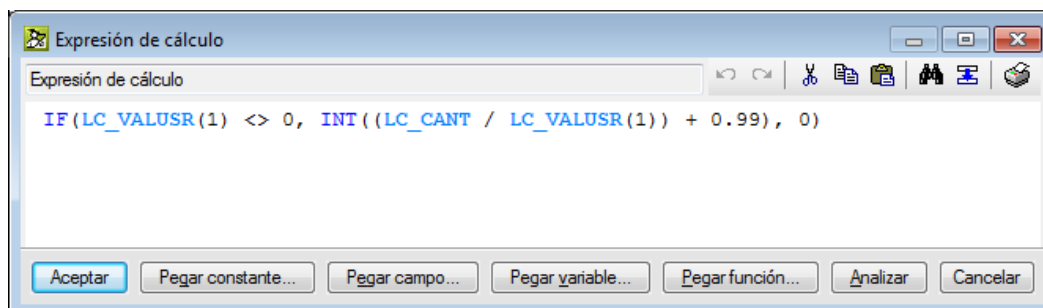 Expresión de cálculo
Expresión de cálculo
IF(LC_VALUSR(1) <> 0, INT((LC_CANT / LC_VALUSR(1)) + 0.99), 0)
Aceptar Pegar constante... Pegar campo... Pegar variable... Pegar función... Analizar Cancelar